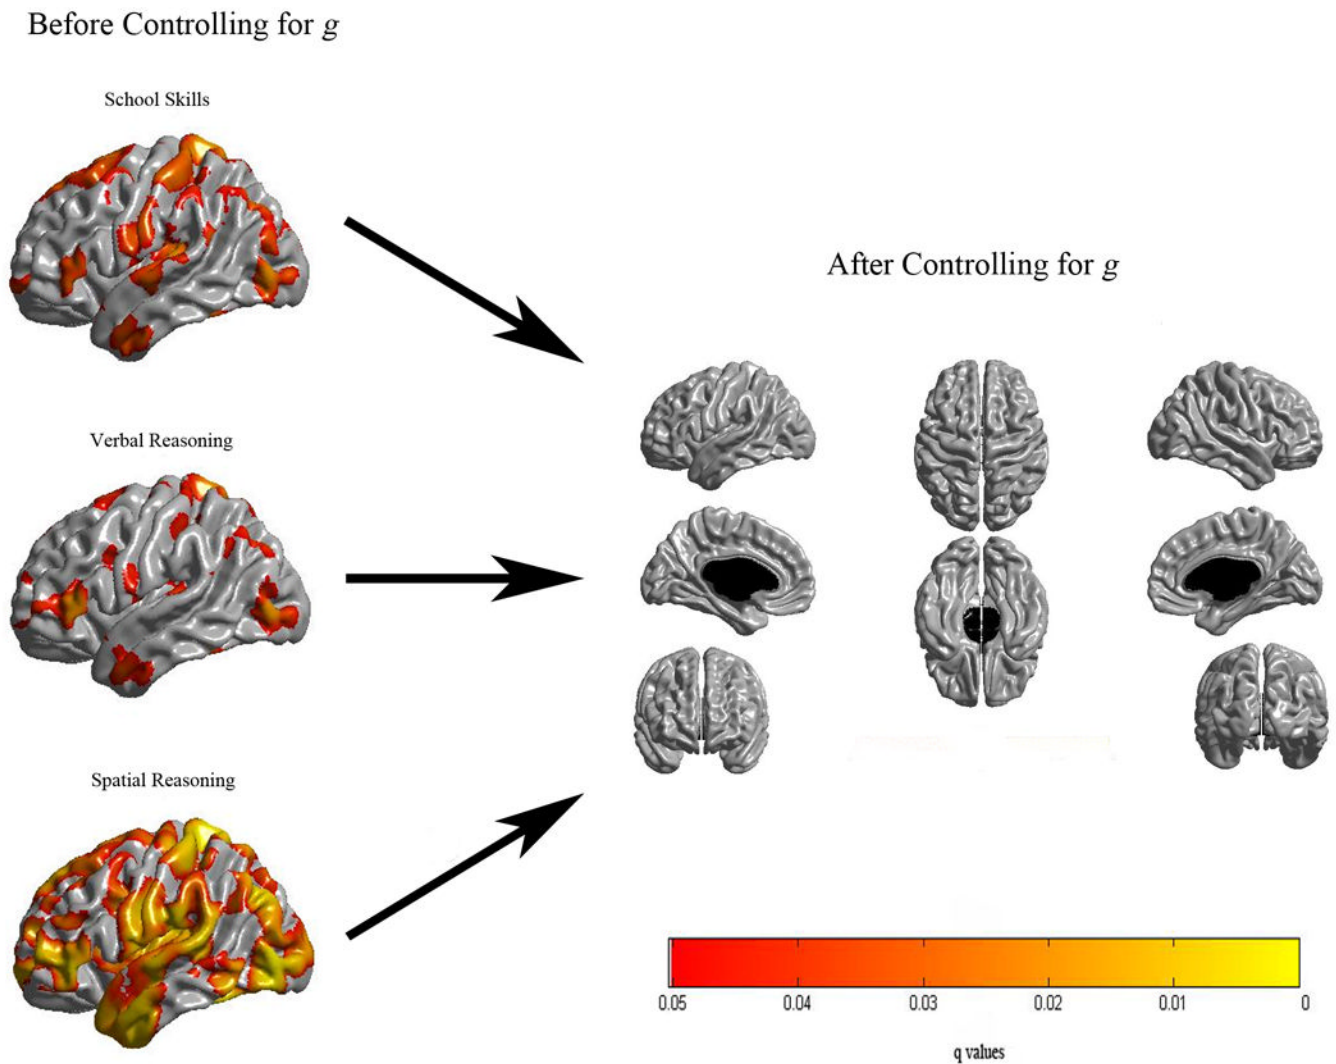 Before Controlling for g
School Skills
After Controlling for g
Verbal Reasoning
Spatial Reasoning
0.05 0.04 0.03 0.02 0.01 0
q values